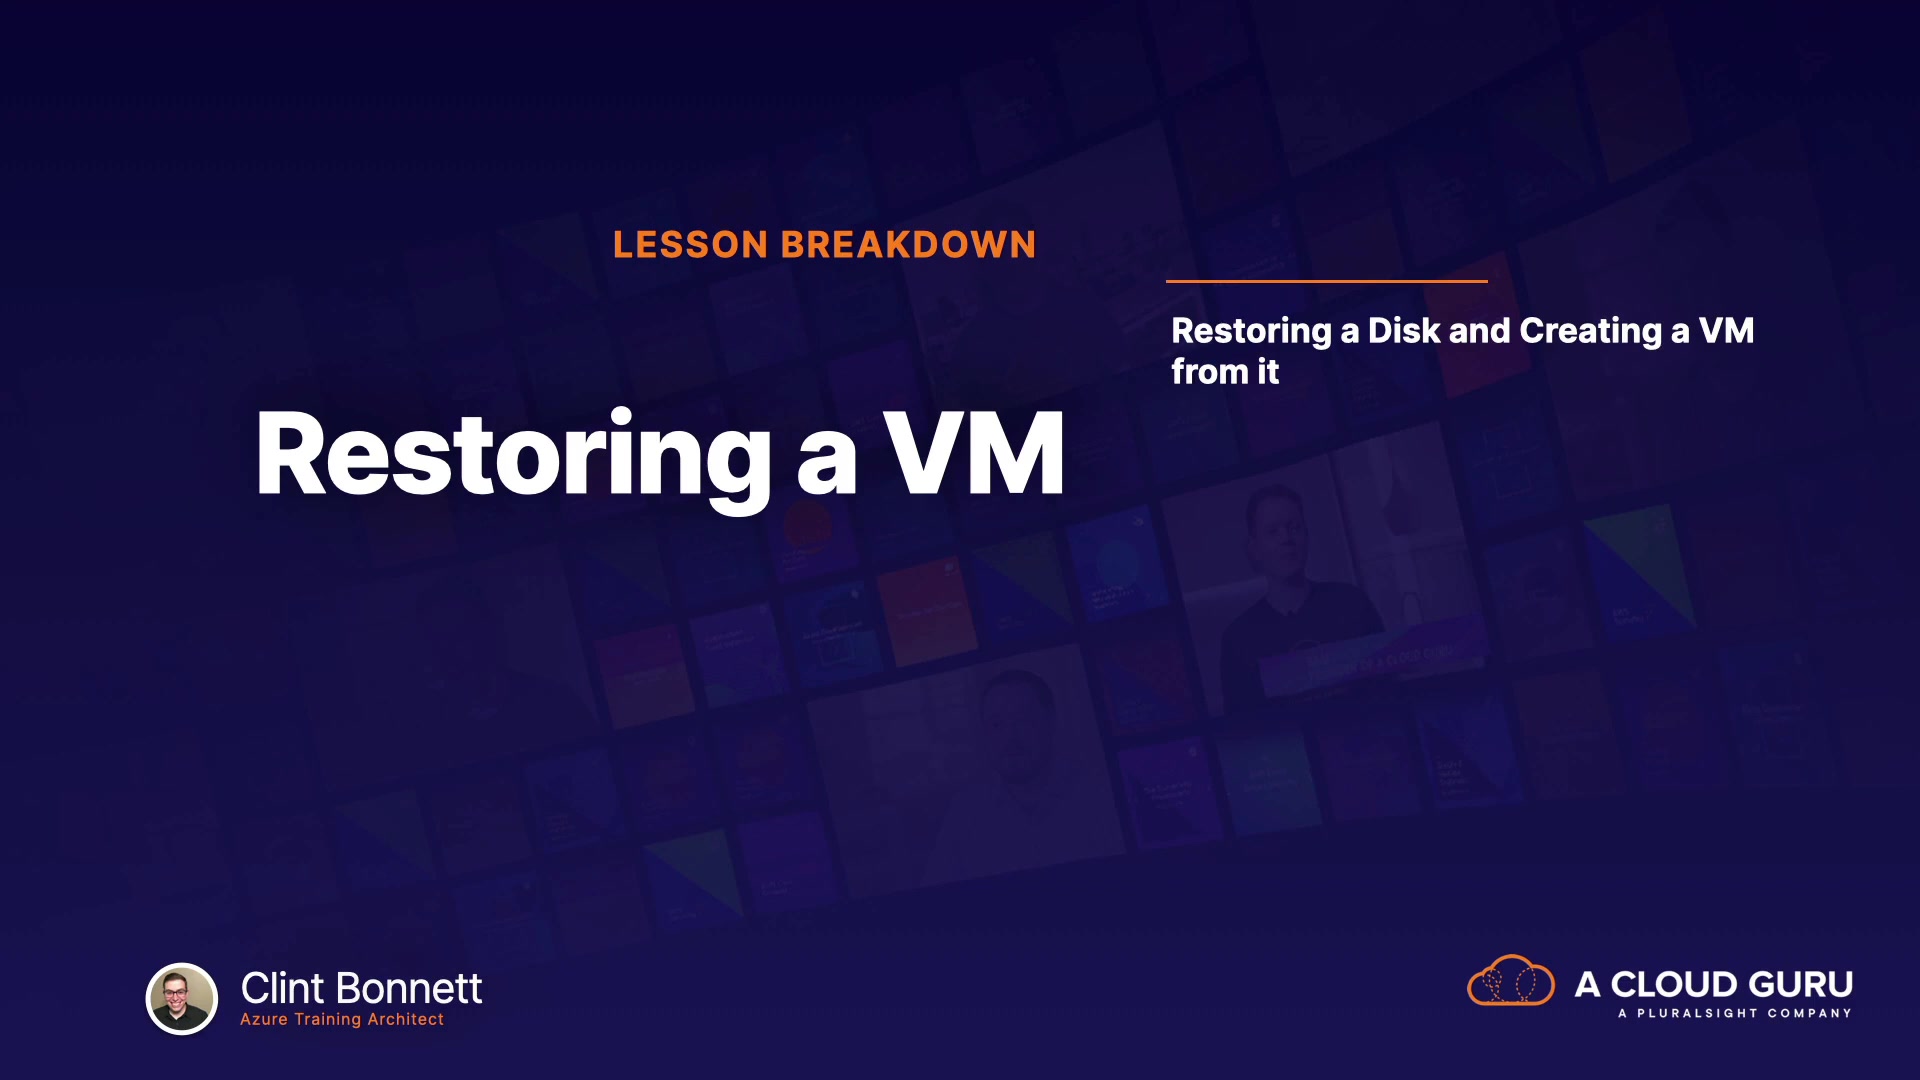 LESSON BREAKDOWN
Restoring a VM
Restoring a Disk and Creating a VM
from it
Clint Bonnett
Azure Training Architect
A CLOUD GURU
A PLURALSIGHT COMPANY